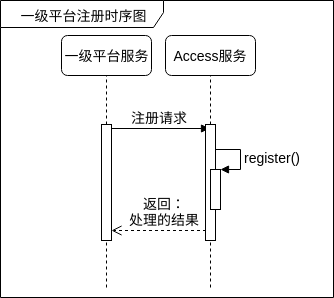 一级平台注册时序图
一级平台服务
Access服务
注册请求
register()
返回：
处理的结果